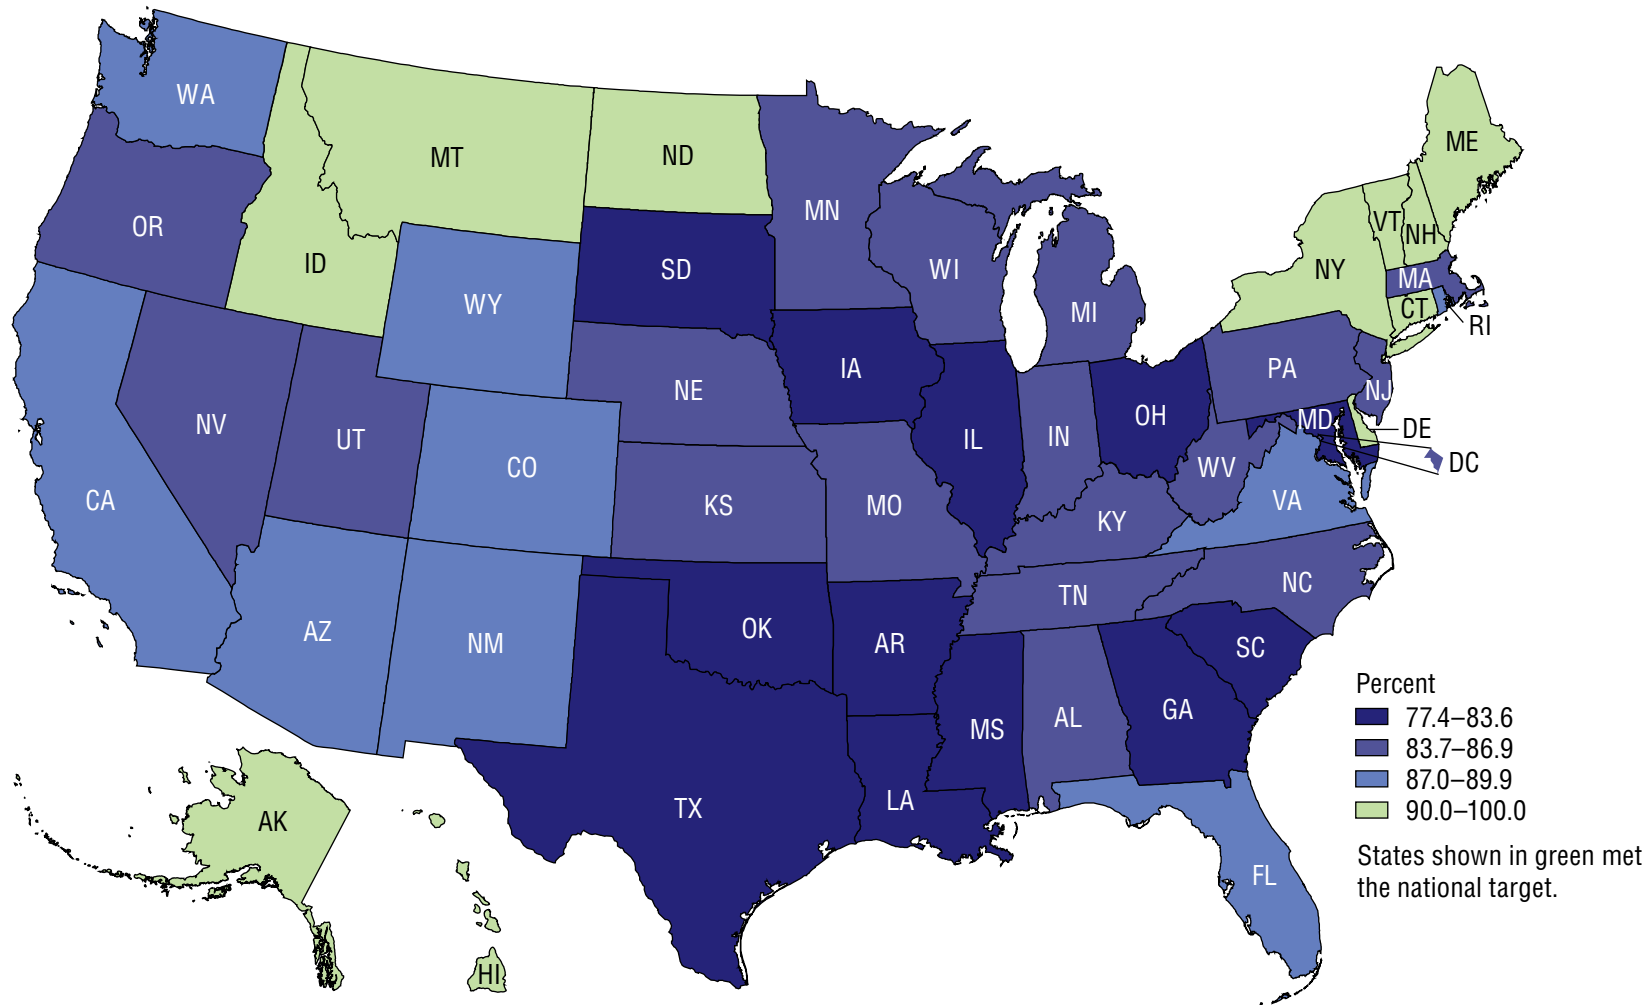 WA
MT
ND
ME
OR
MN
VT
NH
ID
SD
WI
NY
MA
WY
MI
CT
RI
IA
PA
NE
NJ
NV
UT
OH
MD
DE
CO
IL
IN
WV
DC
CA
KS
MO
VA
KY
NC
TN
AZ
NM
OK
AR
SC
MS
AL
GA
Percent
77.4–83.6
83.7–86.9
87.0–89.9
90.0–100.0
AK
TX
LA
States shown in green met
the national target.
FL
HI